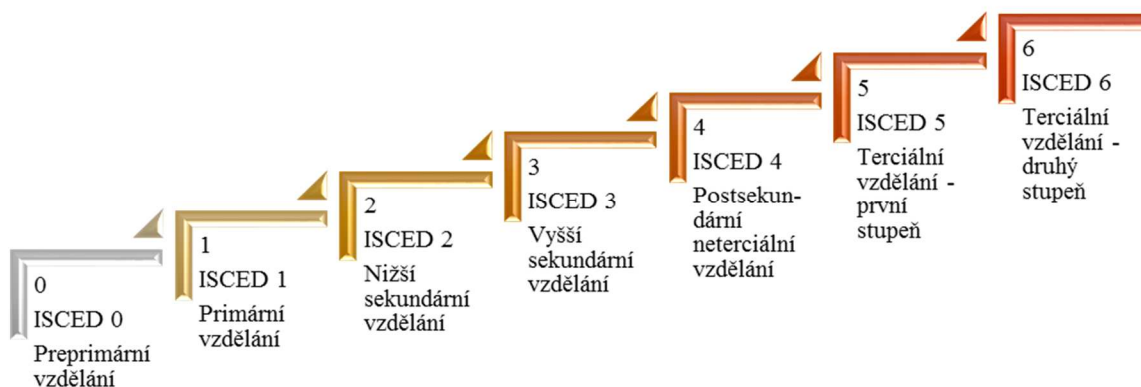 0
ISCED 0
Preprimární
vzdělání
1
ISCED 1
Primární
vzdělání
2
ISCED 2
Nižší
sekundární
vzdělání
3
ISCED 3
Vyšší
sekundární
vzdělání
4
ISCED 4
Postsekun-
dární
neterciální
vzdělání
5
ISCED 5
Terciální
vzdělání -
první
stupeň
6
ISCED 6
Terciální
vzdělání -
druhý
stupeň